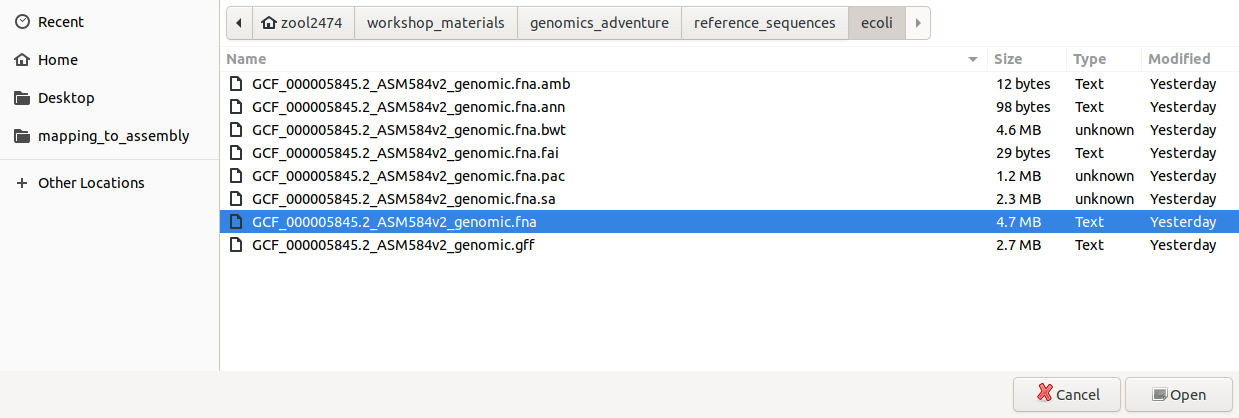 Recent
Home
Desktop
mapping_to_assembly
Other Locations
zool2474 workshop_materials genomics_adventure reference_sequences ecoli
Name Size Type Modified
GCF_000005845.2_ASM584v2_genomic.fna.amb 12 bytes Text Yesterday
GCF_000005845.2_ASM584v2_genomic.fna.ann 98 bytes Text Yesterday
GCF_000005845.2_ASM584v2_genomic.fna.bwt 4.6 MB unknown Yesterday
GCF_000005845.2_ASM584v2_genomic.fna.fai 29 bytes Text Yesterday
GCF_000005845.2_ASM584v2_genomic.fna.pac 1.2 MB unknown Yesterday
GCF_000005845.2_ASM584v2_genomic.fna.sa 2.3 MB unknown Yesterday
GCF_000005845.2_ASM584v2_genomic.fna 4.7 MB Text Yesterday
GCF_000005845.2_ASM584v2_genomic.gff 2.7 MB Text Yesterday
Cancel Open